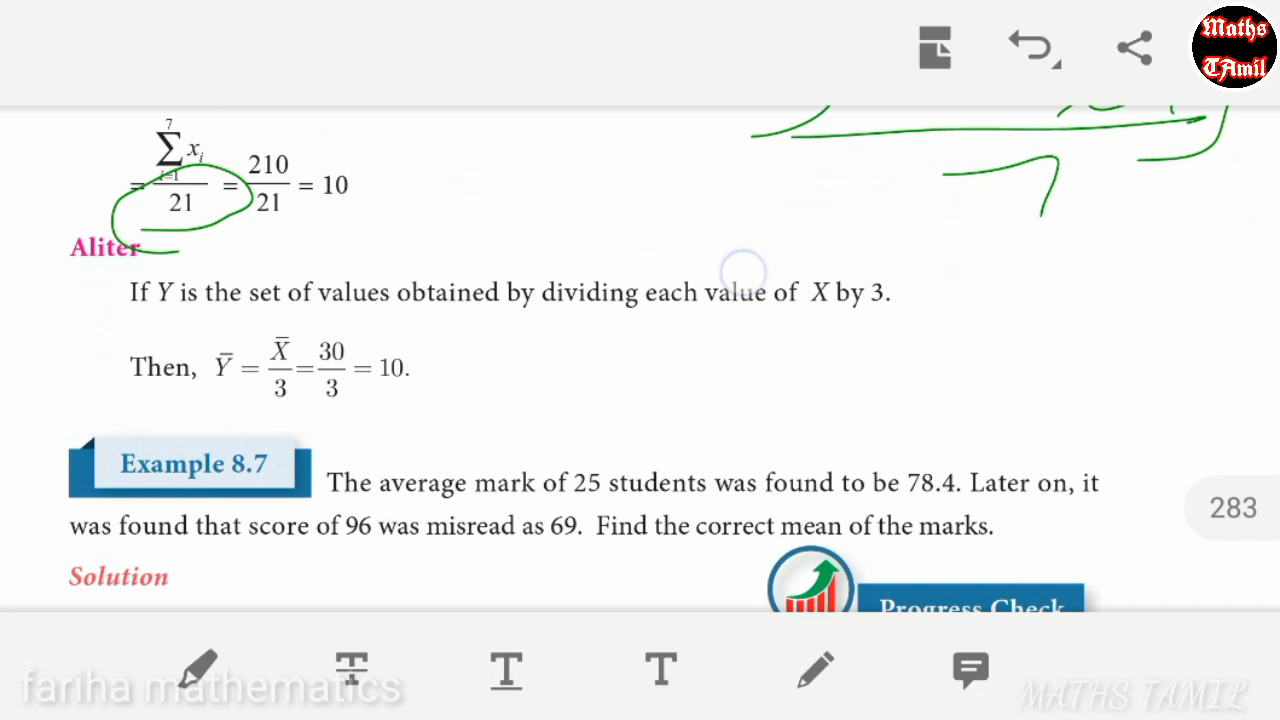 Maths
TAmil
7
∑ xᵢ
i=1
= ——— = 210/21 = 10
21
7
Aliter
If Y is the set of values obtained by dividing each value of X by 3.
Then, Ȳ = X̄/3 = 30/3 = 10.
Example 8.7 The average mark of 25 students was found to be 78.4. Later on, it
was found that score of 96 was misread as 69. Find the correct mean of the marks.
283
Solution
Progress Check
T T T
fariha mathematics
MATHS TAMIL